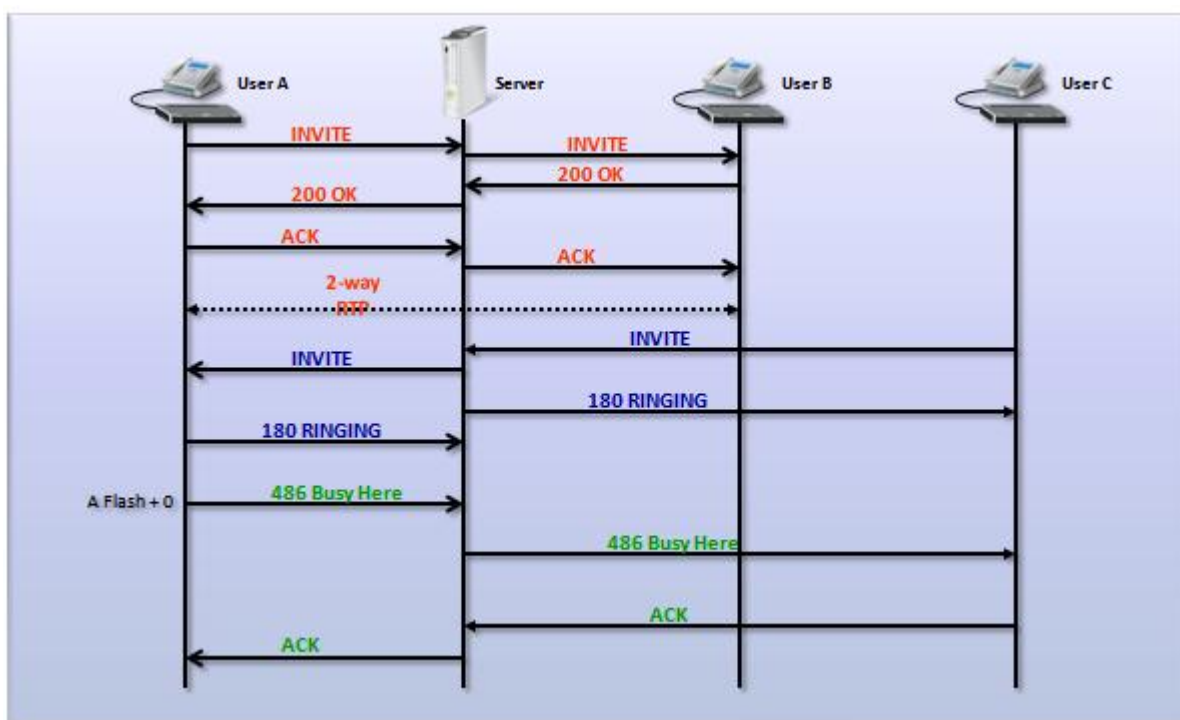 User A
Server
User B
User C
INVITE
INVITE
200 OK
200 OK
ACK
ACK
2-way
RTP
INVITE
INVITE
180 RINGING
180 RINGING
A Flash + 0
486 Busy Here
486 Busy Here
ACK
ACK